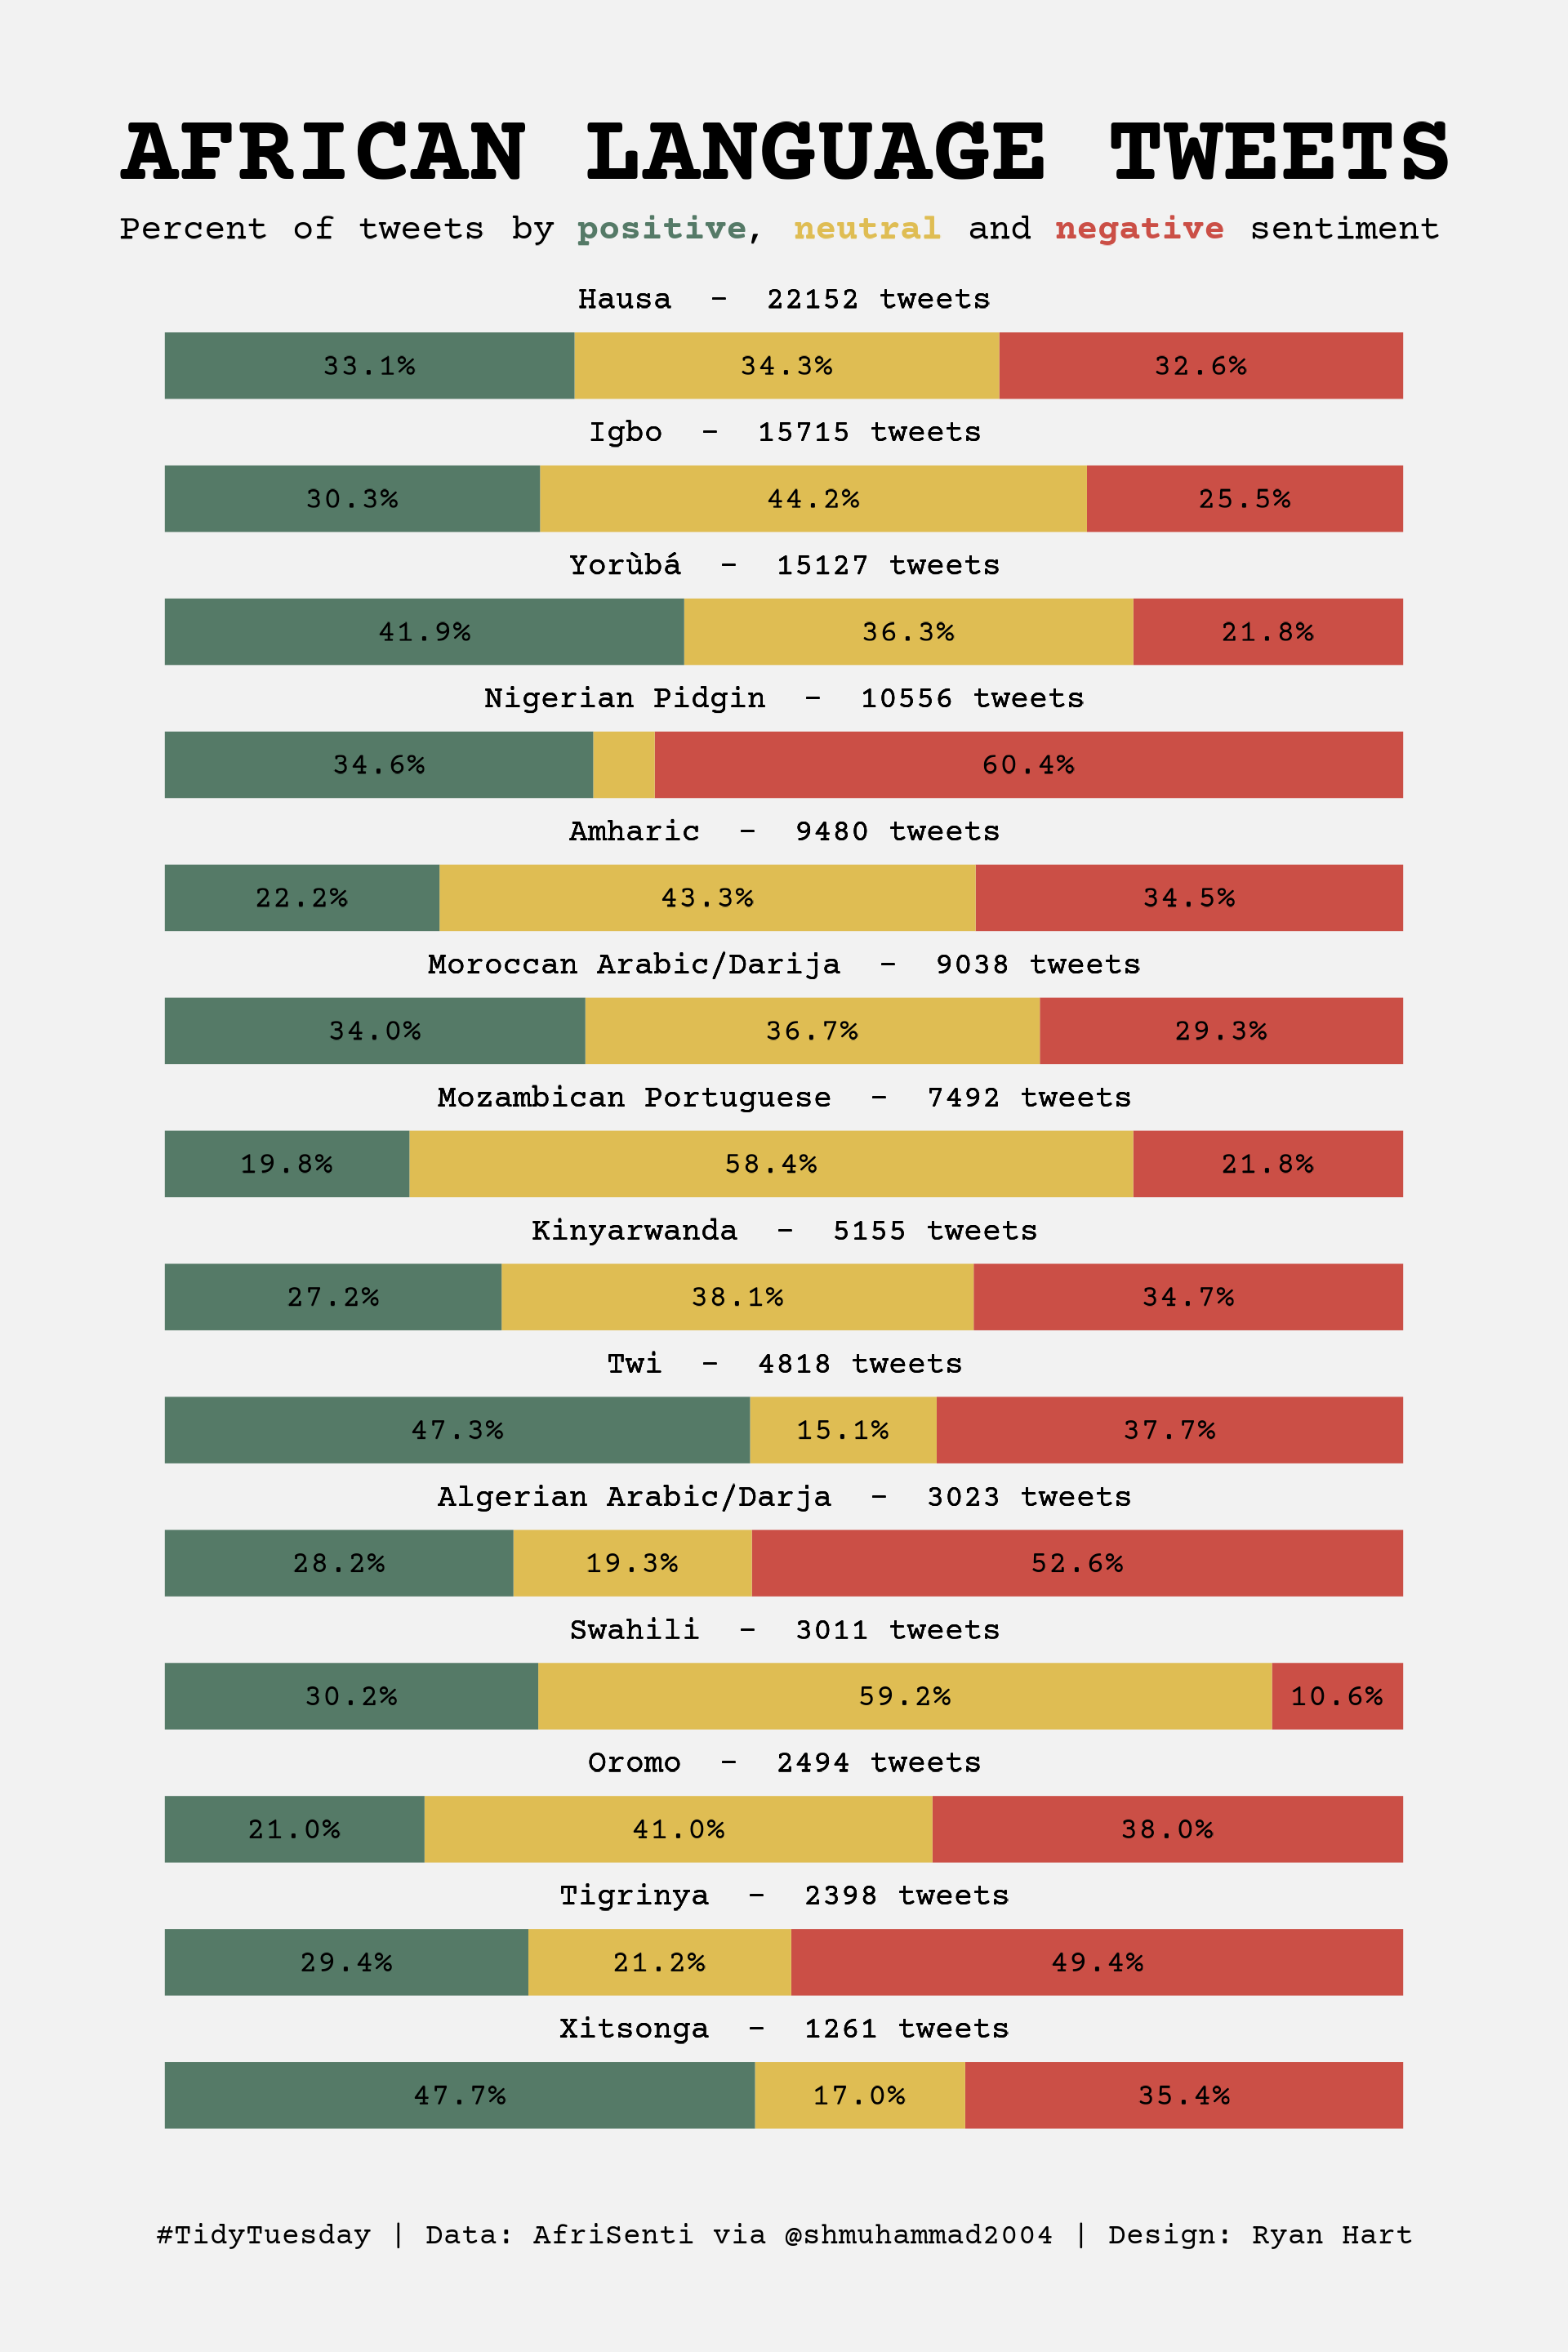 AFRICAN LANGUAGE TWEETS
Percent of tweets by positive, neutral and negative sentiment
Hausa - 22152 tweets
33.1% 34.3% 32.6%
Igbo - 15715 tweets
30.3% 44.2% 25.5%
Yorùbá - 15127 tweets
41.9% 36.3% 21.8%
Nigerian Pidgin - 10556 tweets
34.6% 60.4%
Amharic - 9480 tweets
22.2% 43.3% 34.5%
Moroccan Arabic/Darija - 9038 tweets
34.0% 36.7% 29.3%
Mozambican Portuguese - 7492 tweets
19.8% 58.4% 21.8%
Kinyarwanda - 5155 tweets
27.2% 38.1% 34.7%
Twi - 4818 tweets
47.3% 15.1% 37.7%
Algerian Arabic/Darja - 3023 tweets
28.2% 19.3% 52.6%
Swahili - 3011 tweets
30.2% 59.2% 10.6%
Oromo - 2494 tweets
21.0% 41.0% 38.0%
Tigrinya - 2398 tweets
29.4% 21.2% 49.4%
Xitsonga - 1261 tweets
47.7% 17.0% 35.4%
#TidyTuesday | Data: AfriSenti via @shmuhammad2004 | Design: Ryan Hart